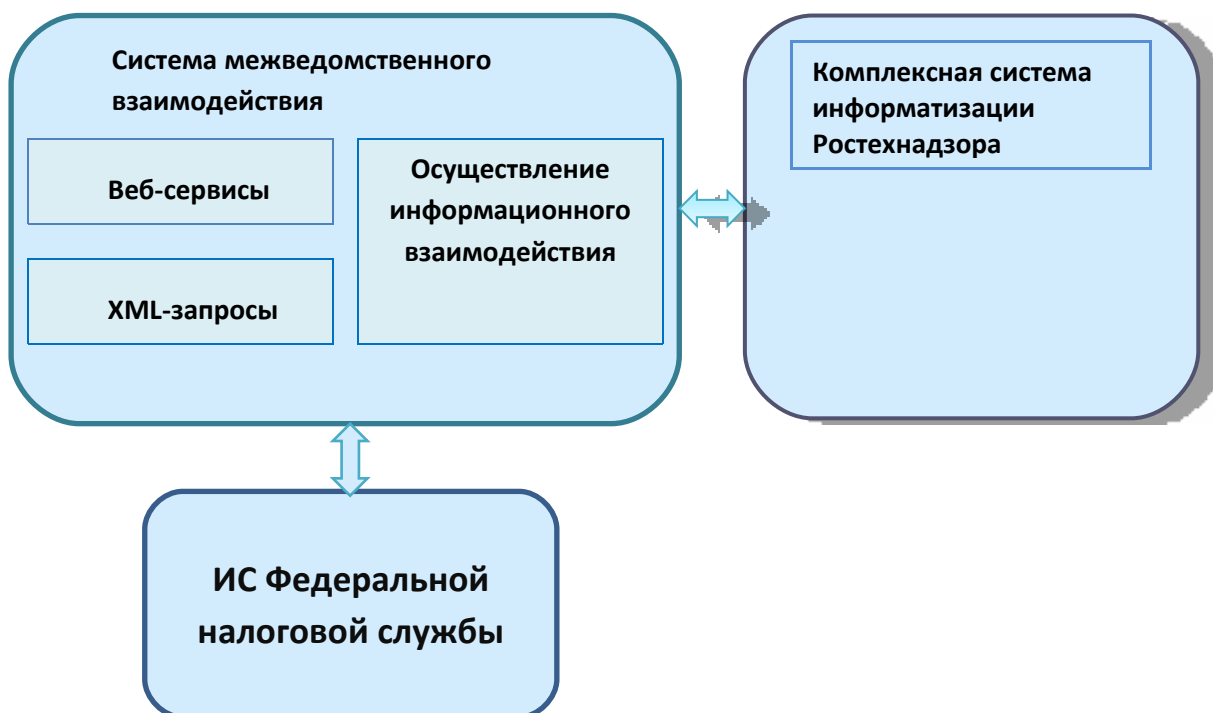 Система межведомственного
взаимодействия
Веб-сервисы
XML-запросы
Осуществление
информационного
взаимодействия
Комплексная система
информатизации
Ростехнадзора
ИС Федеральной
налоговой службы